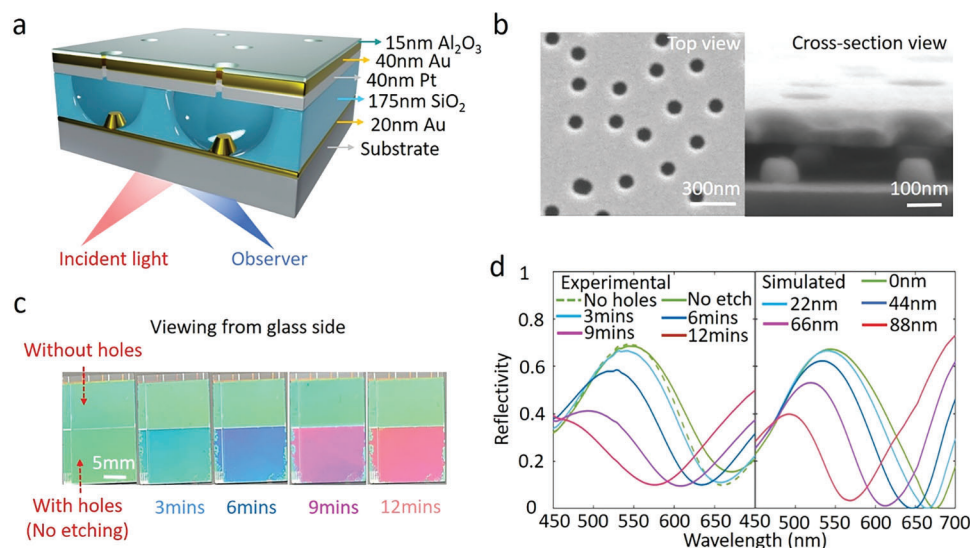 a
15nm Al₂O₃
40nm Au
40nm Pt
175nm SiO₂
20nm Au
Substrate
Incident light
Observer
b
Top view
300nm
Cross-section view
100nm
c
Viewing from glass side
Without holes
5mm
With holes
(No etching)
3mins
6mins
9mins
12mins
d
Reflectivity
1
0.8
0.6
0.4
0.2
0
Experimental
No holes
No etch
3mins
6mins
9mins
12mins
Simulated
0nm
22nm
44nm
66nm
88nm
450 500 550 600 650 450 500 550 600 650 700
Wavelength (nm)